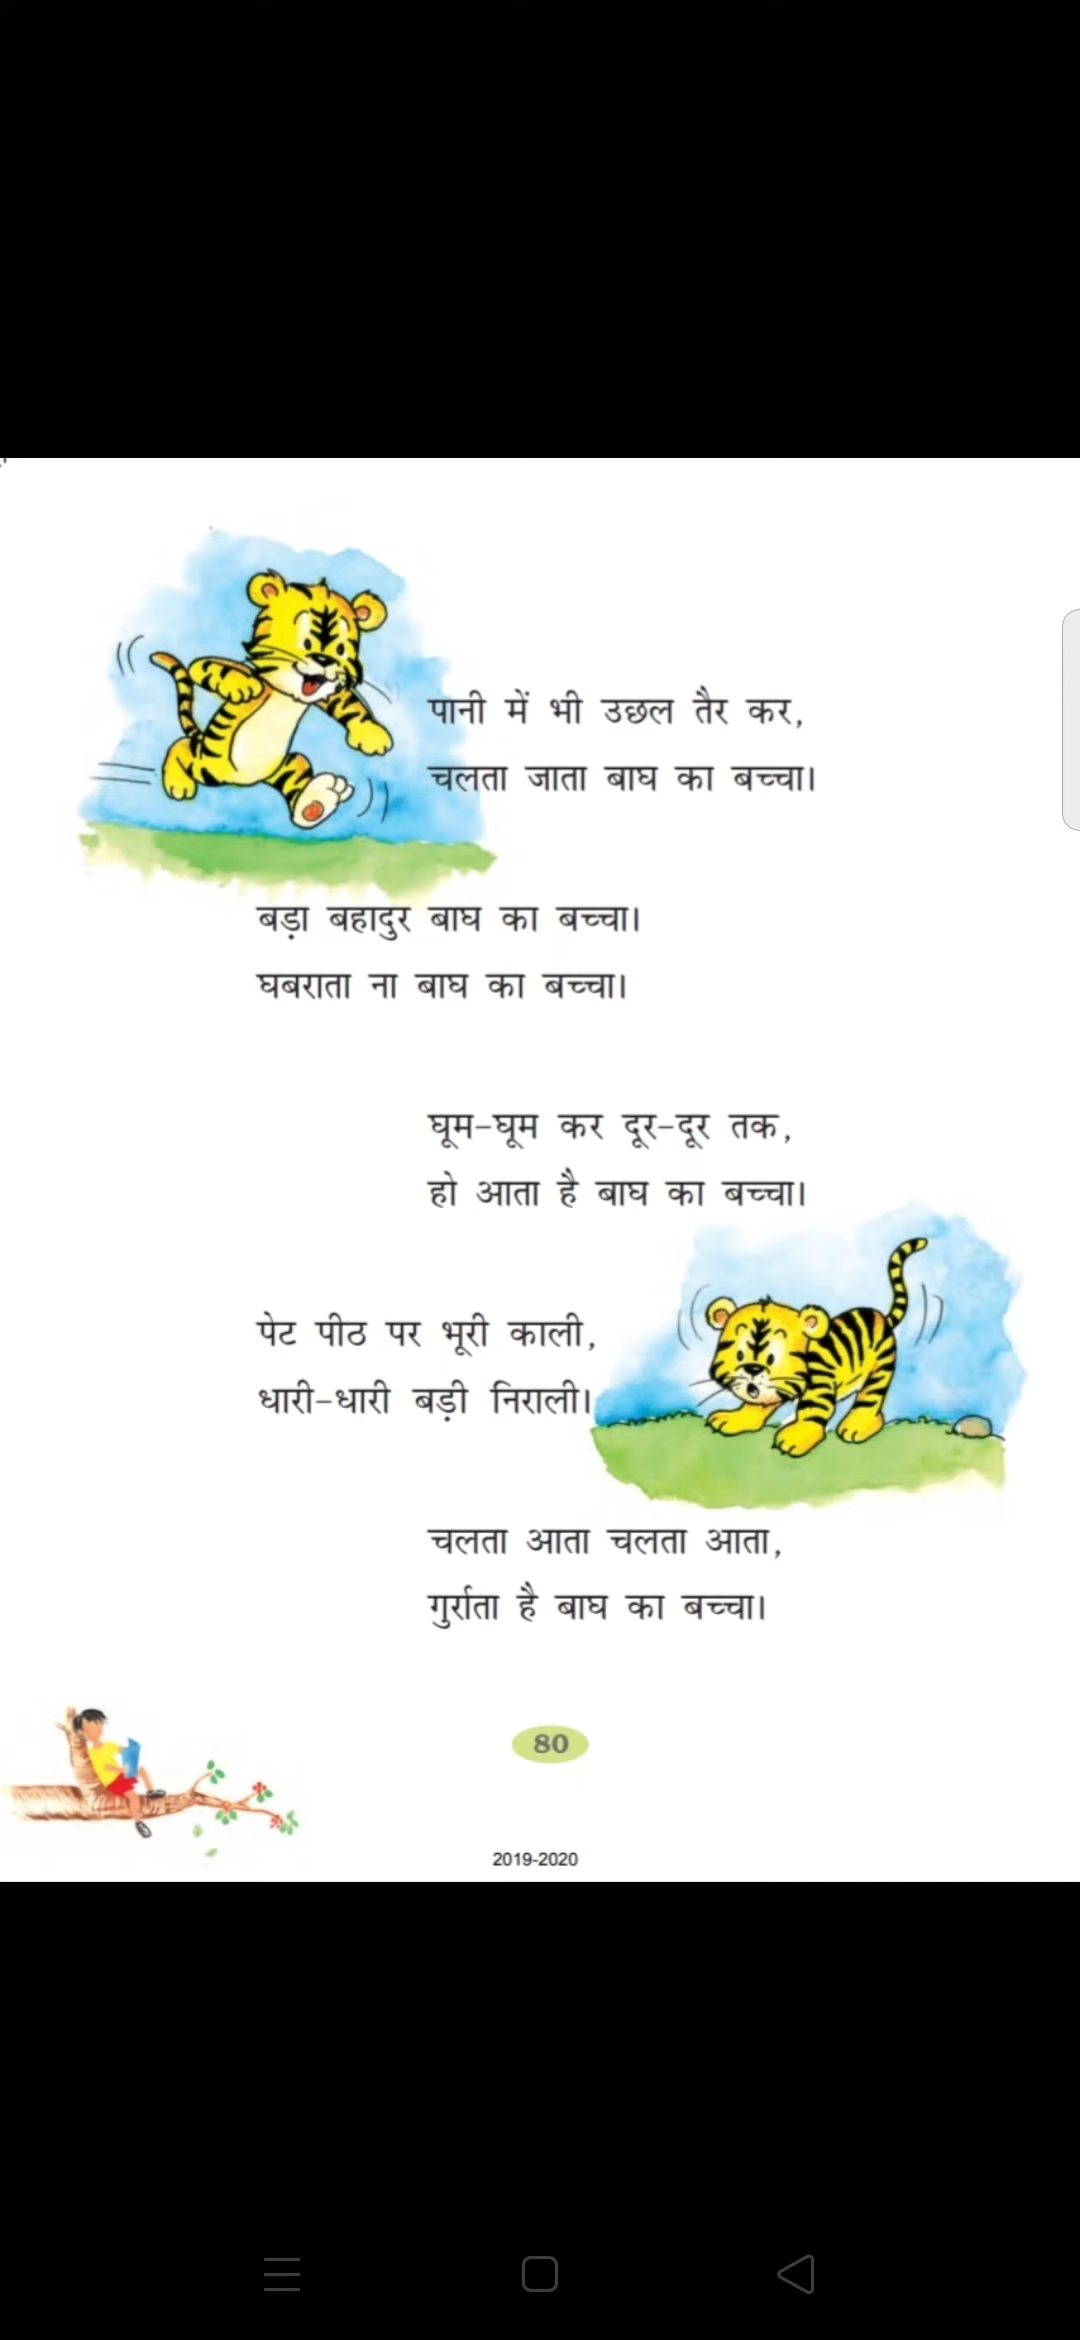 पानी में भी उछल तैर कर,
चलता जाता बाघ का बच्चा।
बड़ा बहादुर बाघ का बच्चा।
घबराता ना बाघ का बच्चा।
घूम-घूम कर दूर-दूर तक,
हो आता है बाघ का बच्चा।
पेट पीठ पर भूरी काली,
धारी-धारी बड़ी निराली।
चलता आता चलता आता,
गुर्राता है बाघ का बच्चा।
80
2019-2020